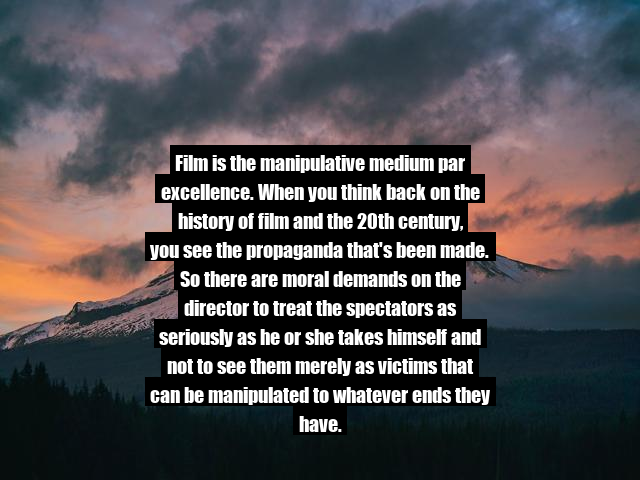 Film is the manipulative medium par
excellence. When you think back on the
history of film and the 20th century,
you see the propaganda that's been made.
So there are moral demands on the
director to treat the spectators as
seriously as he or she takes himself and
not to see them merely as victims that
can be manipulated to whatever ends they
have.